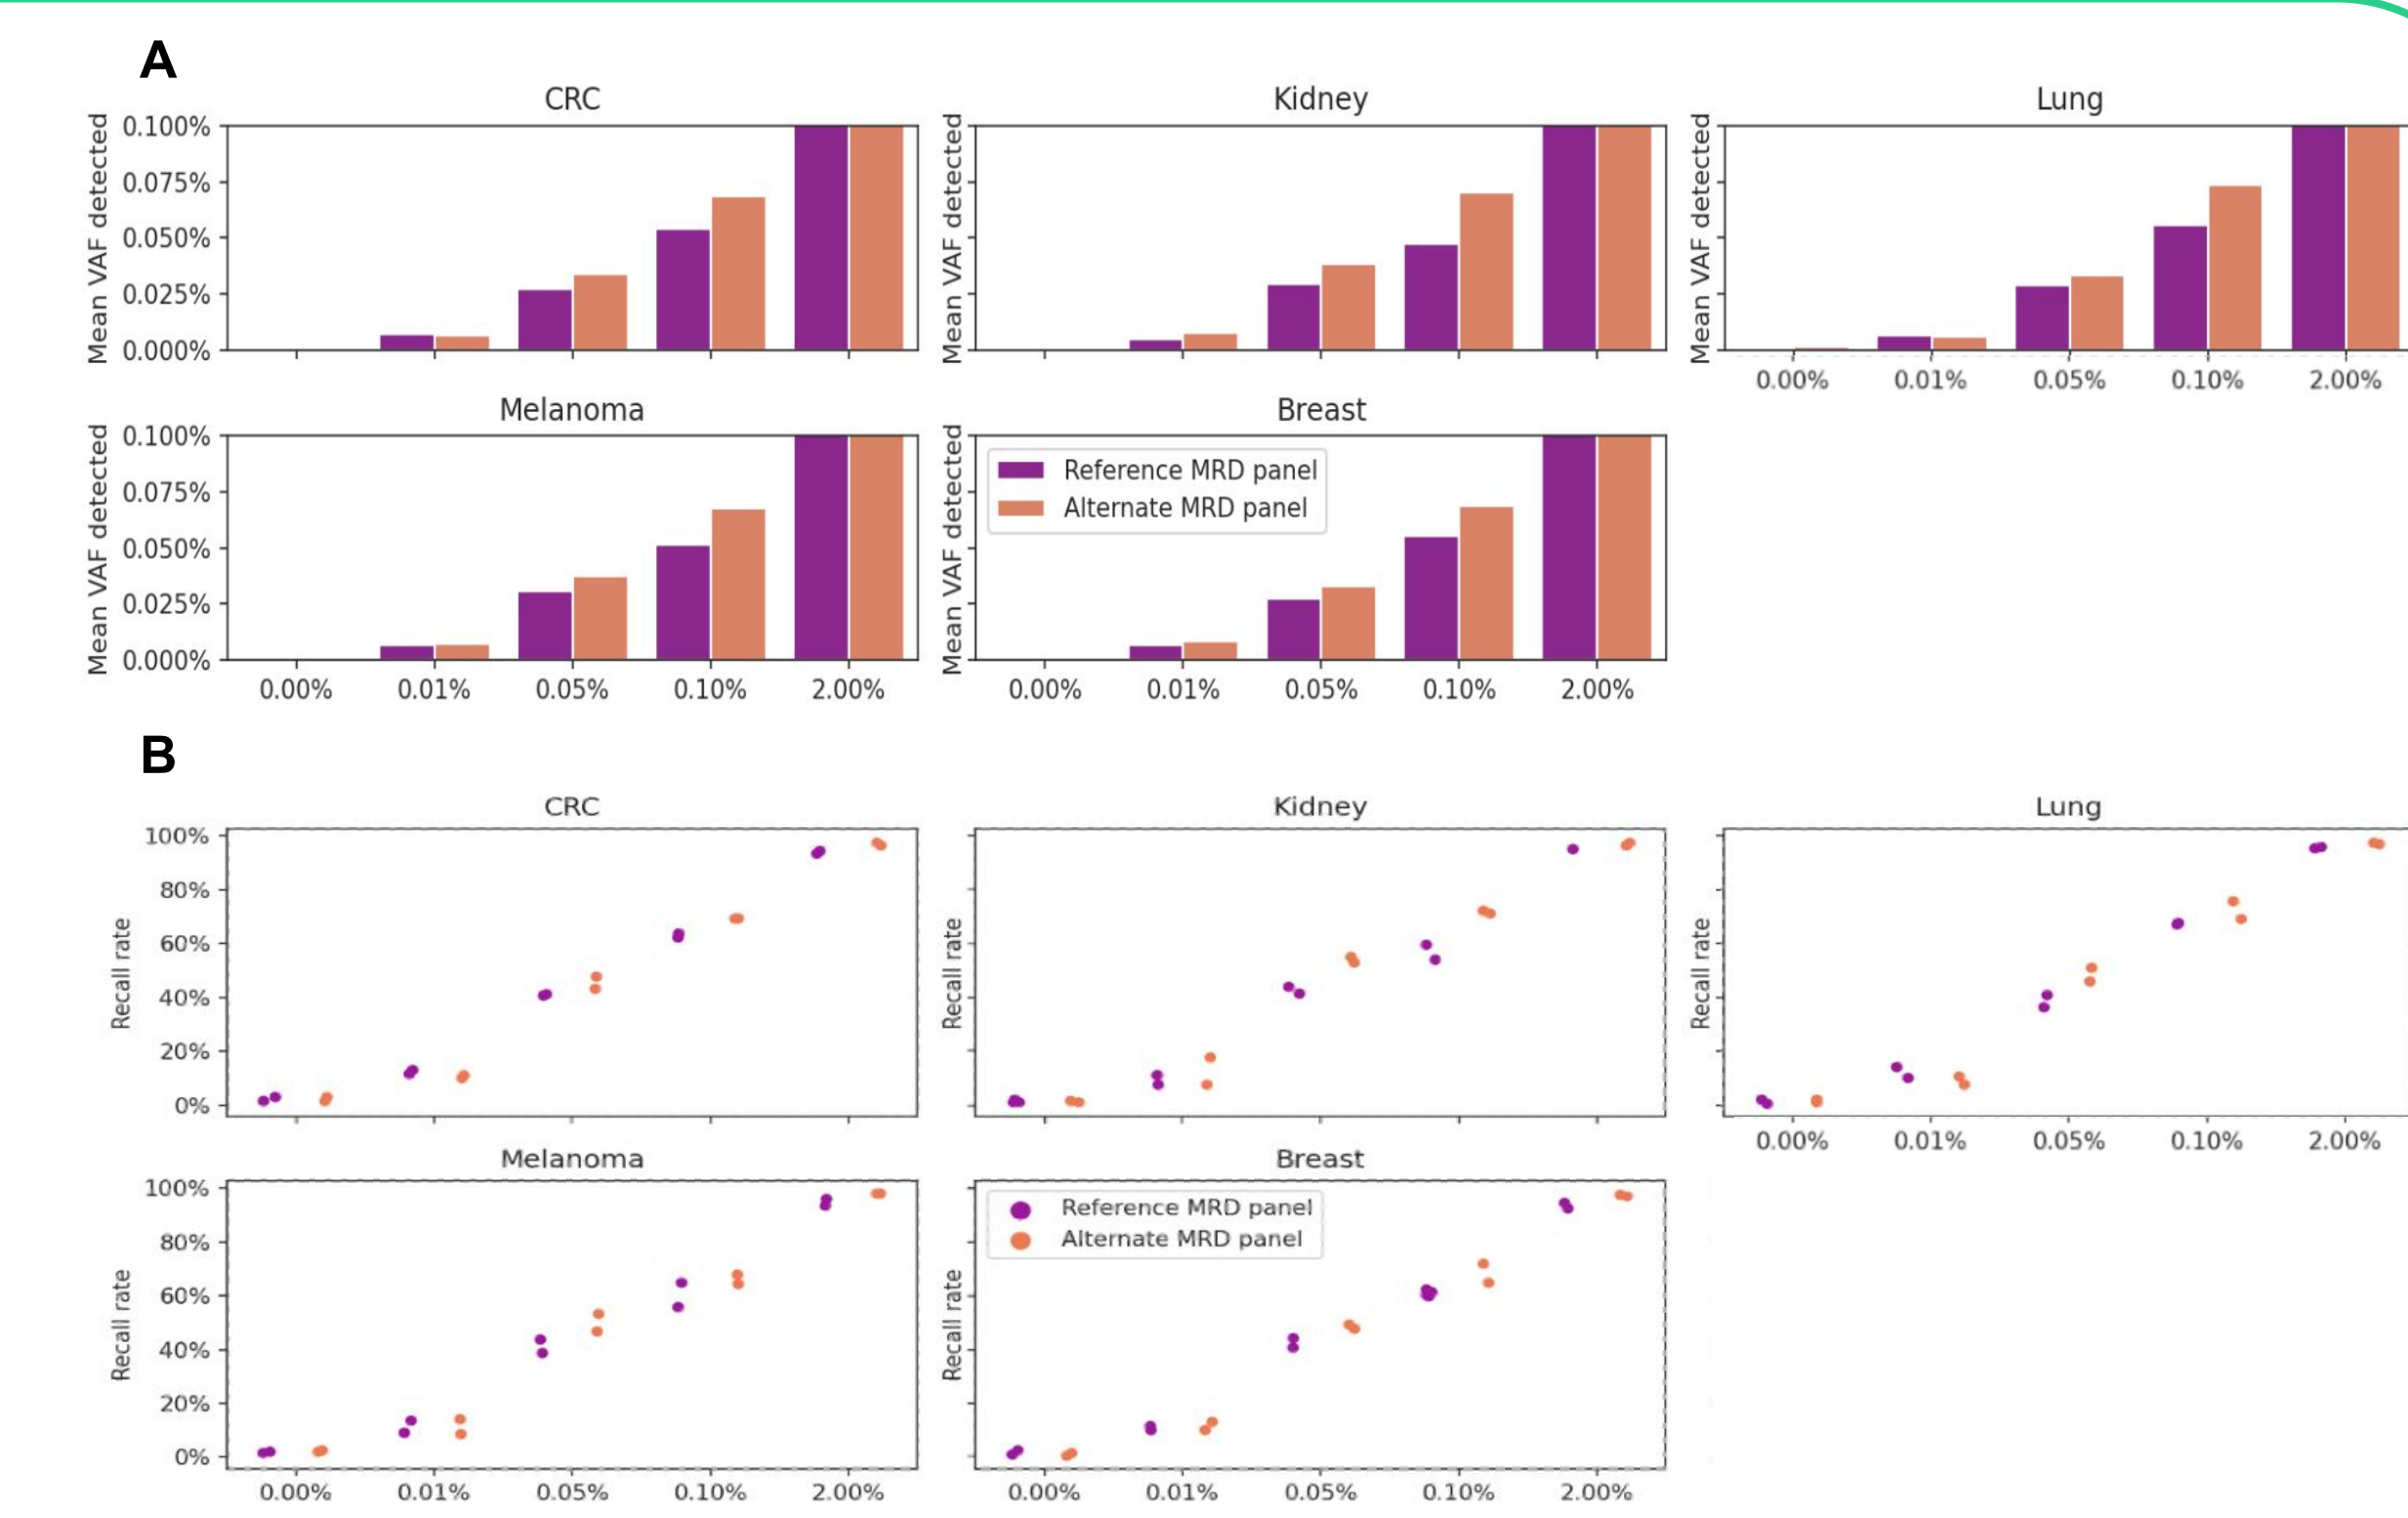 A
CRC
Mean VAF detected
0.100%
0.075%
0.050%
0.025%
0.000%
Kidney
Mean VAF detected
Lung
Mean VAF detected
0.00% 0.01% 0.05% 0.10% 2.00%
Melanoma
Mean VAF detected
0.100%
0.075%
0.050%
0.025%
0.000%
0.00% 0.01% 0.05% 0.10% 2.00%
Breast
Mean VAF detected
Reference MRD panel
Alternate MRD panel
0.00% 0.01% 0.05% 0.10% 2.00%
B
CRC
Recall rate
100%
80%
60%
40%
20%
0%
Kidney
Recall rate
Lung
Recall rate
0.00% 0.01% 0.05% 0.10% 2.00%
Melanoma
Recall rate
100%
80%
60%
40%
20%
0%
0.00% 0.01% 0.05% 0.10% 2.00%
Breast
Recall rate
Reference MRD panel
Alternate MRD panel
0.00% 0.01% 0.05% 0.10% 2.00%